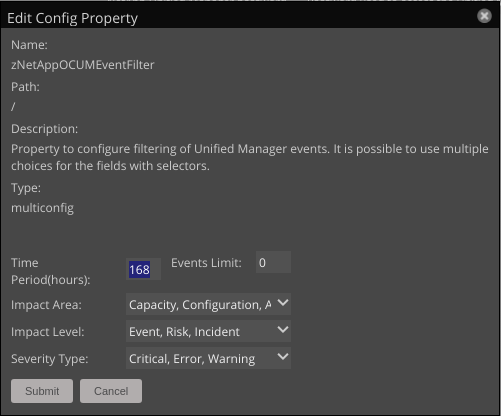 Edit Config Property
Name:
zNetAppOCUMEventFilter
Path:
/
Description:
Property to configure filtering of Unified Manager events. It is possible to use multiple
choices for the fields with selectors.
Type:
multiconfig
Time Period(hours): 168 Events Limit: 0
Impact Area: Capacity, Configuration, A
Impact Level: Event, Risk, Incident
Severity Type: Critical, Error, Warning
Submit Cancel